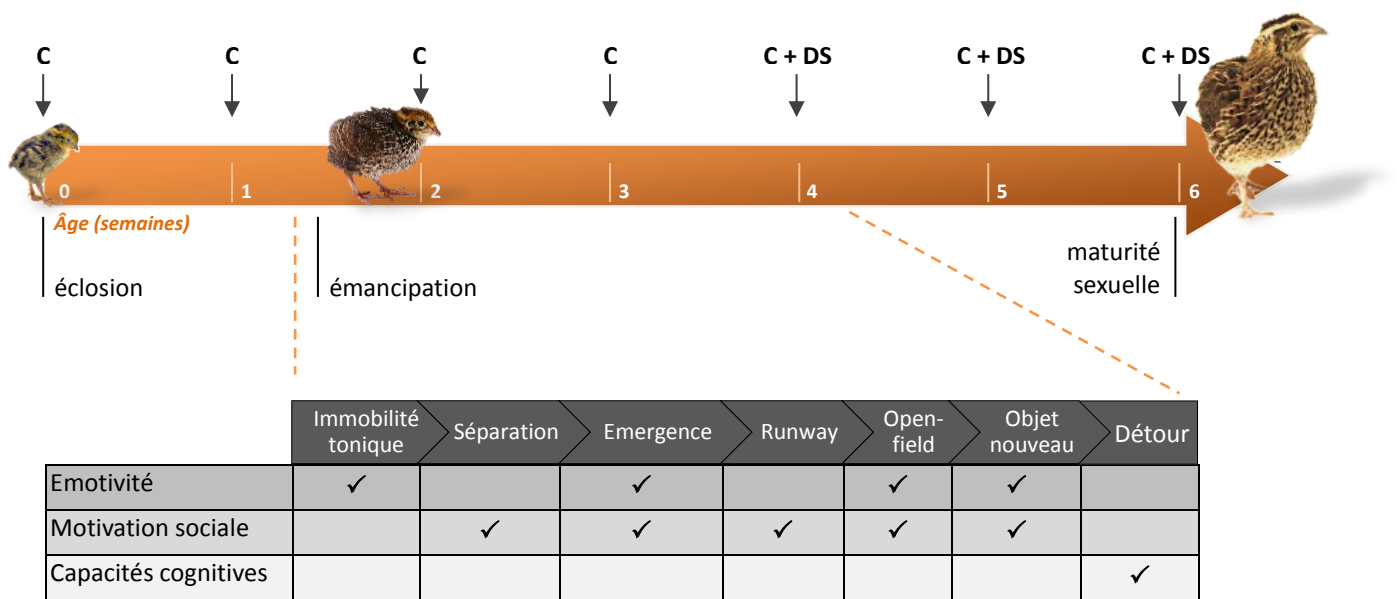 C C C C C + DS C + DS C + DS
0 1 2 3 4 5 6
Âge (semaines)
éclosion
émancipation
maturité
sexuelle
Immobilité
tonique
Séparation
Emergence
Runway
Open-
field
Objet
nouveau
Détour
Emotivité ✓ ✓ ✓ ✓
Motivation sociale ✓ ✓ ✓ ✓ ✓
Capacités cognitives ✓